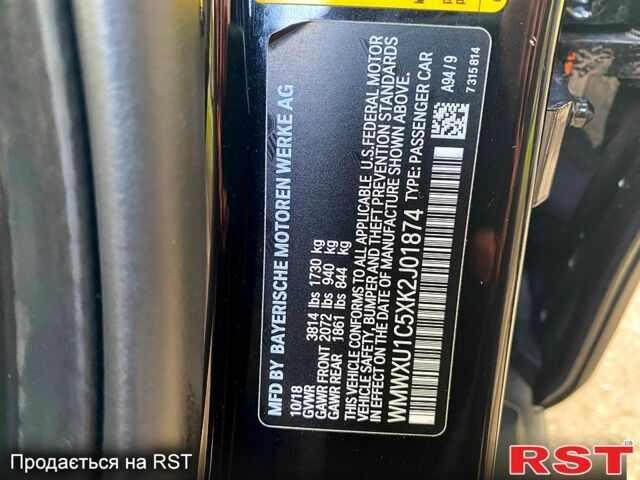 MFD BY BAYERISCHE MOTOREN WERKE AG
10/18
GVWR 3814 lbs 1730 kg
GAWR FRONT 2072 lbs 940 kg
GAWR REAR 1861 lbs 844 kg
THIS VEHICLE CONFORMS TO ALL APPLICABLE U.S. FEDERAL MOTOR
VEHICLE SAFETY, BUMPER AND THEFT PREVENTION STANDARDS
IN EFFECT ON THE DATE OF MANUFACTURE SHOWN ABOVE.
WMWXU1C5XK2J01874 TYPE: PASSENGER CAR
A94/9
7 315 814
Продається на RST
RST